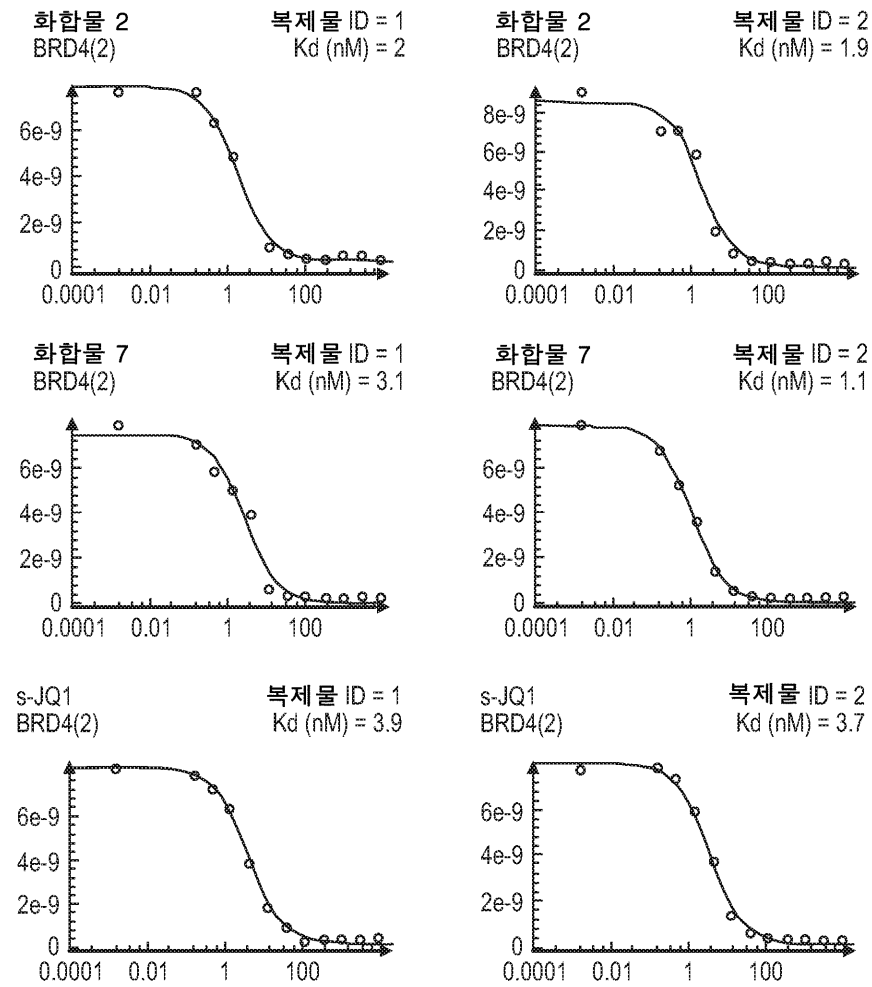 화합물 2 복제물 ID = 1
BRD4(2) Kd (nM) = 2
6e-9
4e-9
2e-9
0
0.0001 0.01 1 100
화합물 2 복제물 ID = 2
BRD4(2) Kd (nM) = 1.9
8e-9
6e-9
4e-9
2e-9
0
0.0001 0.01 1 100
화합물 7 복제물 ID = 1
BRD4(2) Kd (nM) = 3.1
6e-9
4e-9
2e-9
0
0.0001 0.01 1 100
화합물 7 복제물 ID = 2
BRD4(2) Kd (nM) = 1.1
6e-9
4e-9
2e-9
0
0.0001 0.01 1 100
s-JQ1 복제물 ID = 1
BRD4(2) Kd (nM) = 3.9
6e-9
4e-9
2e-9
0
0.0001 0.01 1 100
s-JQ1 복제물 ID = 2
BRD4(2) Kd (nM) = 3.7
6e-9
4e-9
2e-9
0
0.0001 0.01 1 100